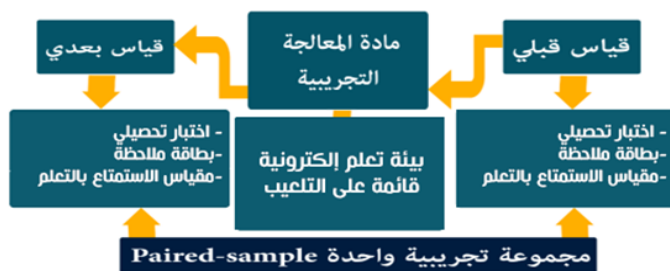 قياس قبلي
مادة المعالجة
التجريبية
قياس بعدي
- اختبار تحصيلي
-بطاقة ملاحظة
-مقياس الاستمتاع بالتعلم
بيئة تعلم إلكترونية
قائمة على التلعيب
- اختبار تحصيلي
-بطاقة ملاحظة
-مقياس الاستمتاع بالتعلم
مجموعة تجريبية واحدة Paired-sample